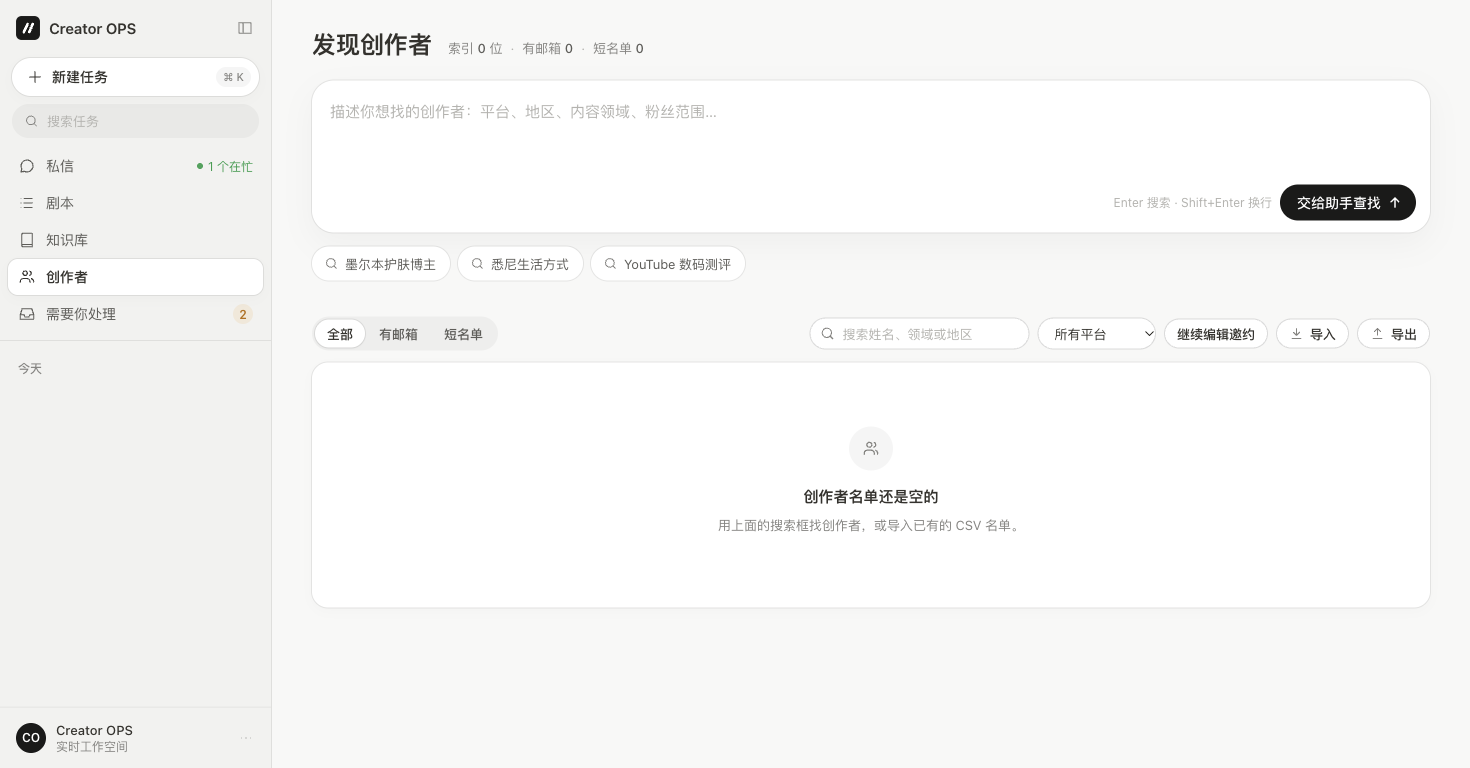 Creator OPS
新建任务
⌘ K
搜索任务
私信
1 个在忙
剧本
知识库
创作者
需要你处理
2
今天
CO
Creator OPS
实时工作空间
发现创作者
索引 0 位 · 有邮箱 0 · 短名单 0
描述你想找的创作者：平台、地区、内容领域、粉丝范围...
Enter 搜索 · Shift+Enter 换行
交给助手查找
墨尔本护肤博主
悉尼生活方式
YouTube 数码测评
全部
有邮箱
短名单
搜索姓名、领域或地区
所有平台
继续编辑邀约
导入
导出
创作者名单还是空的
用上面的搜索框找创作者，或导入已有的 CSV 名单。